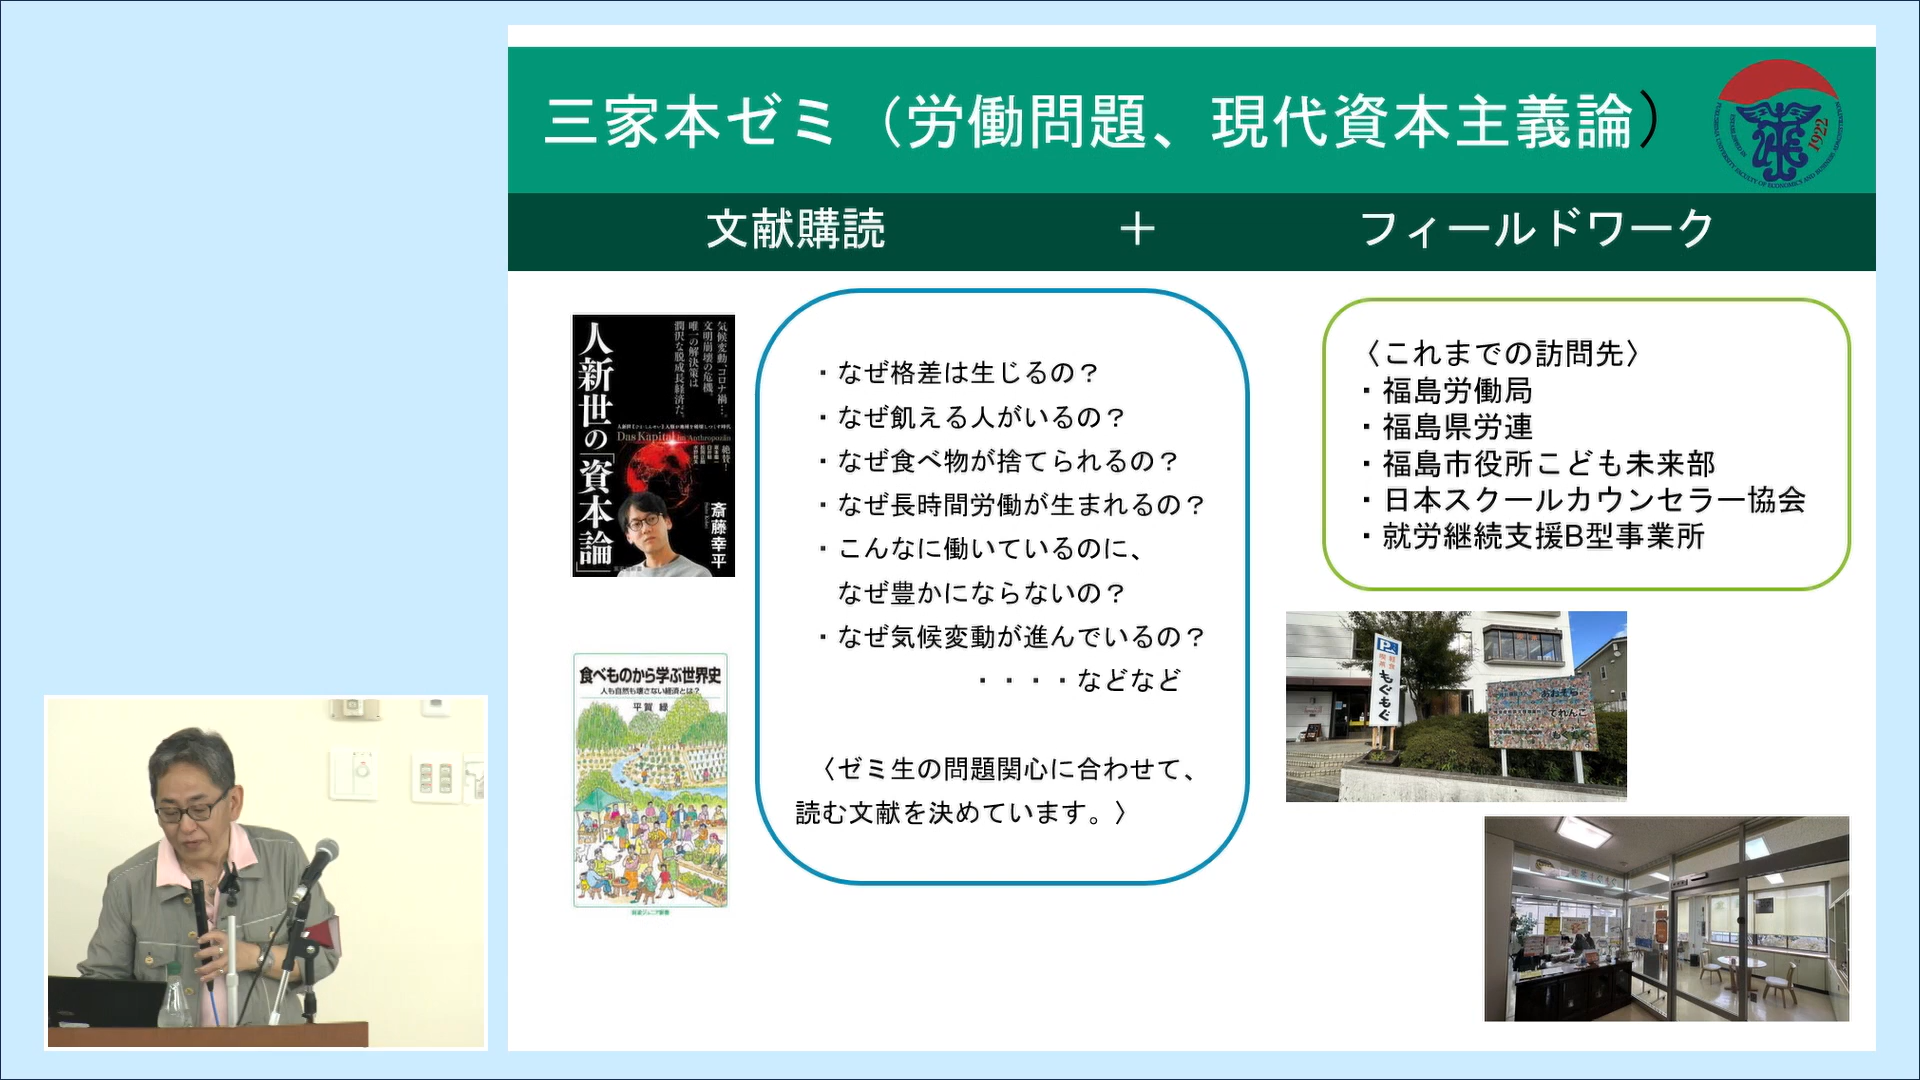 三家本ゼミ（労働問題、現代資本主義論）
1922
文献購読
＋
フィールドワーク
気候変動、コロナ禍…。
文明崩壊の危機。
唯一の解決策は
潤沢な脱成長経済だ。
人新世の「資本論」
Das Kapital im Anthropozän
絶賛!
斎藤幸平
食べものから学ぶ世界史
人も自然も壊さない経済とは?
平賀 緑
岩波ジュニア新書
・なぜ格差は生じるの？
・なぜ飢える人がいるの？
・なぜ食べ物が捨てられるの？
・なぜ長時間労働が生まれるの？
・こんなに働いているのに、
なぜ豊かにならないの？
・なぜ気候変動が進んでいるの？
・・・・などなど
〈ゼミ生の問題関心に合わせて、
読む文献を決めています。〉
〈これまでの訪問先〉
・福島労働局
・福島県労連
・福島市役所こども未来部
・日本スクールカウンセラー協会
・就労継続支援B型事業所
P
軽食
喫茶
もぐもぐ